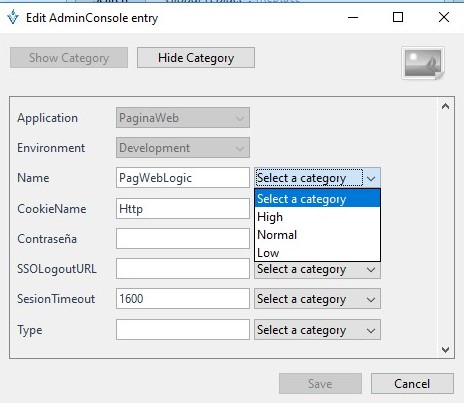 Edit AdminConsole entry
Show Category Hide Category
Application PaginaWeb
Environment Development
Name PagWebLogic Select a category
Select a category
CookieName Http High
Contraseña Normal
Low
SSOLogoutURL Select a category
SesionTimeout 1600 Select a category
Type Select a category
Save Cancel